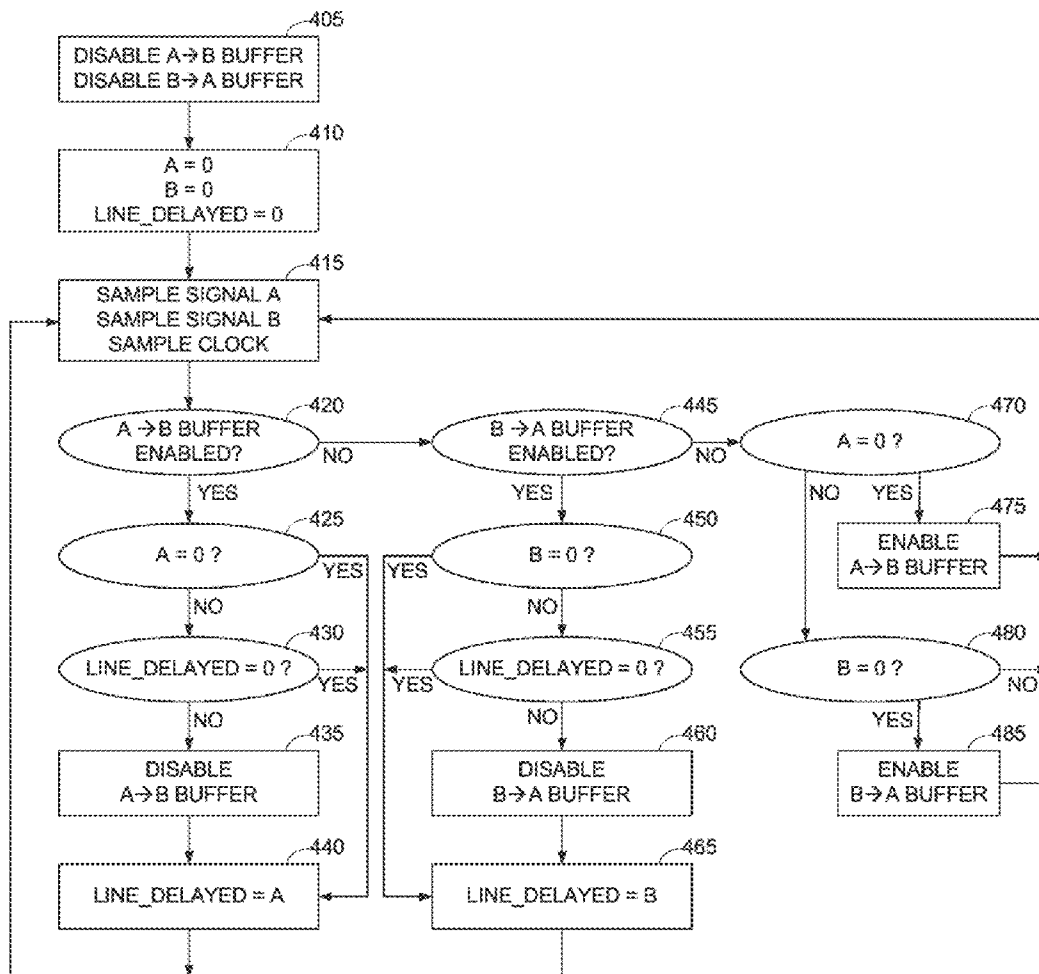 405
DISABLE A→B BUFFER
DISABLE B→A BUFFER
410
A = 0
B = 0
LINE_DELAYED = 0
415
SAMPLE SIGNAL A
SAMPLE SIGNAL B
SAMPLE CLOCK
420
A→B BUFFER
ENABLED?
NO
YES
445
B→A BUFFER
ENABLED?
NO
YES
470
A = 0 ?
NO
YES
425
A = 0 ?
YES
NO
450
B = 0 ?
YES
NO
475
ENABLE
A→B BUFFER
430
LINE_DELAYED = 0 ?
YES
NO
455
LINE_DELAYED = 0 ?
YES
NO
480
B = 0 ?
NO
YES
435
DISABLE
A→B BUFFER
460
DISABLE
B→A BUFFER
485
ENABLE
B→A BUFFER
440
LINE_DELAYED = A
465
LINE_DELAYED = B